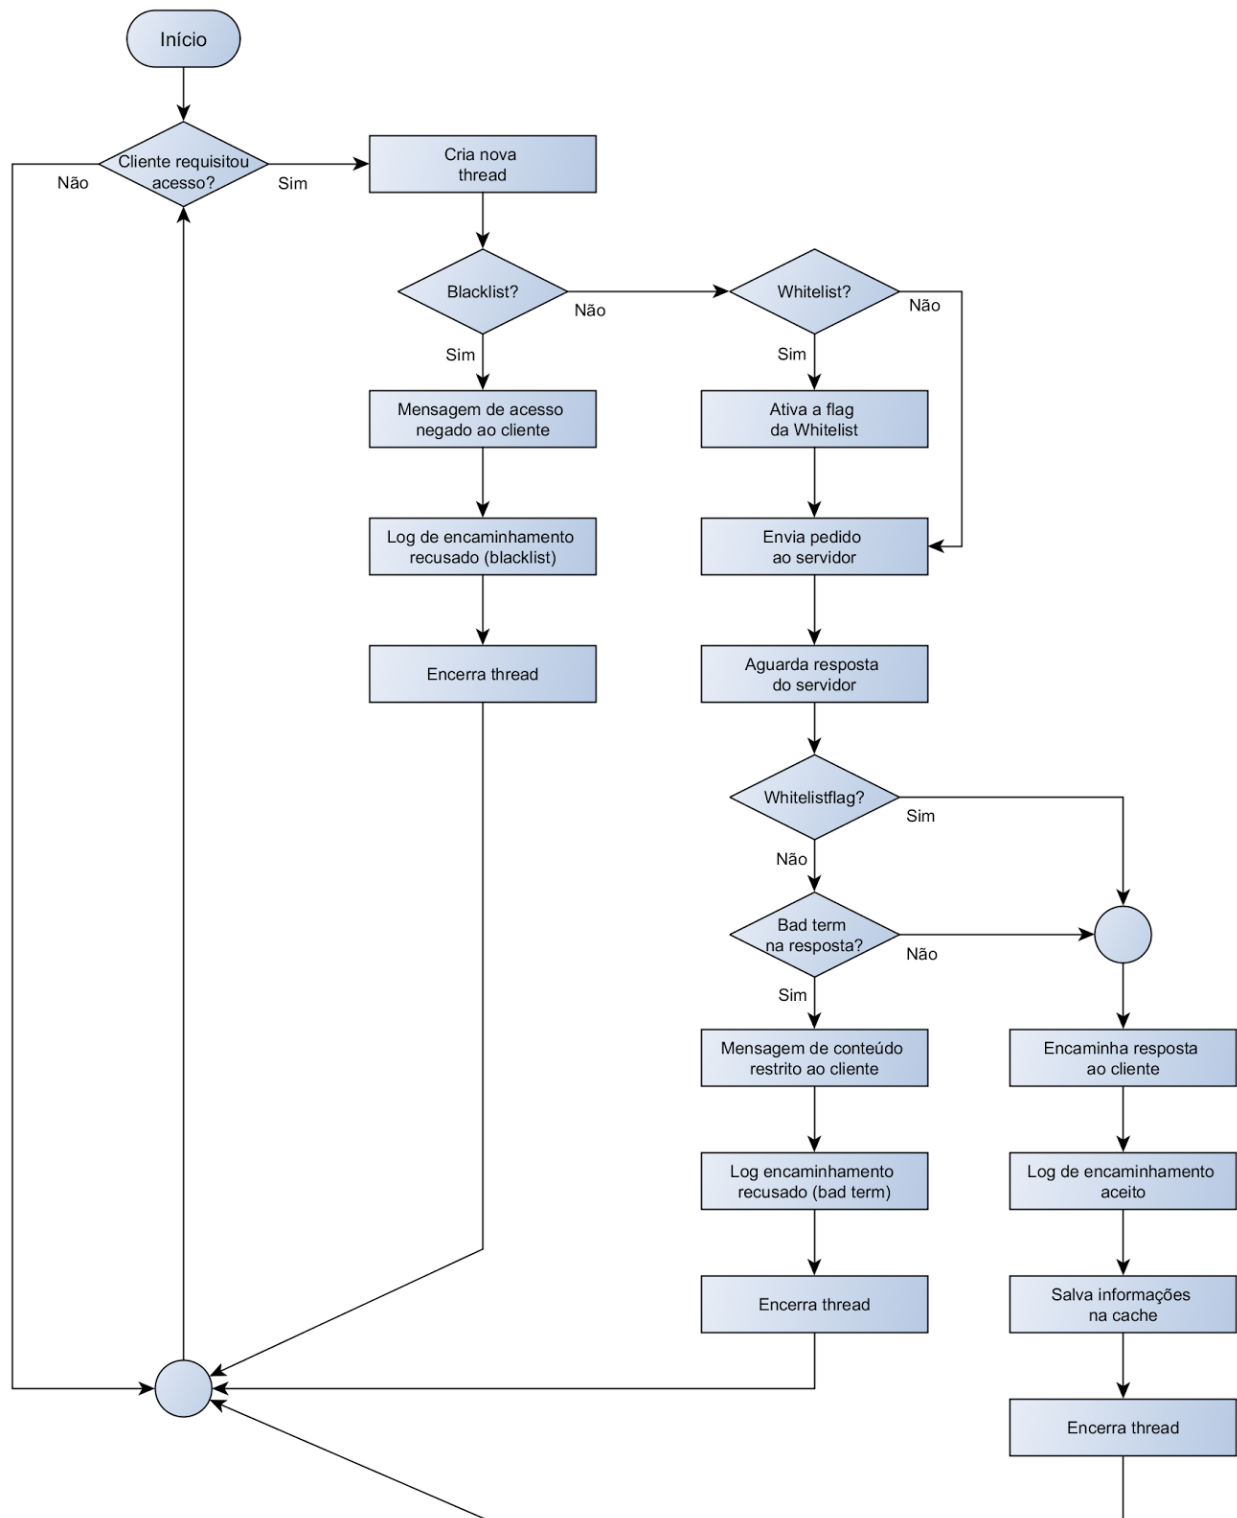 Início
Cliente requisitou
acesso?
Não
Sim
Cria nova
thread
Blacklist?
Não
Sim
Whitelist?
Não
Sim
Mensagem de acesso
negado ao cliente
Ativa a flag
da Whitelist
Log de encaminhamento
recusado (blacklist)
Envia pedido
ao servidor
Encerra thread
Aguarda resposta
do servidor
Whitelistflag?
Sim
Não
Bad term
na resposta?
Não
Sim
Mensagem de conteúdo
restrito ao cliente
Encaminha resposta
ao cliente
Log encaminhamento
recusado (bad term)
Log de encaminhamento
aceito
Encerra thread
Salva informações
na cache
Encerra thread